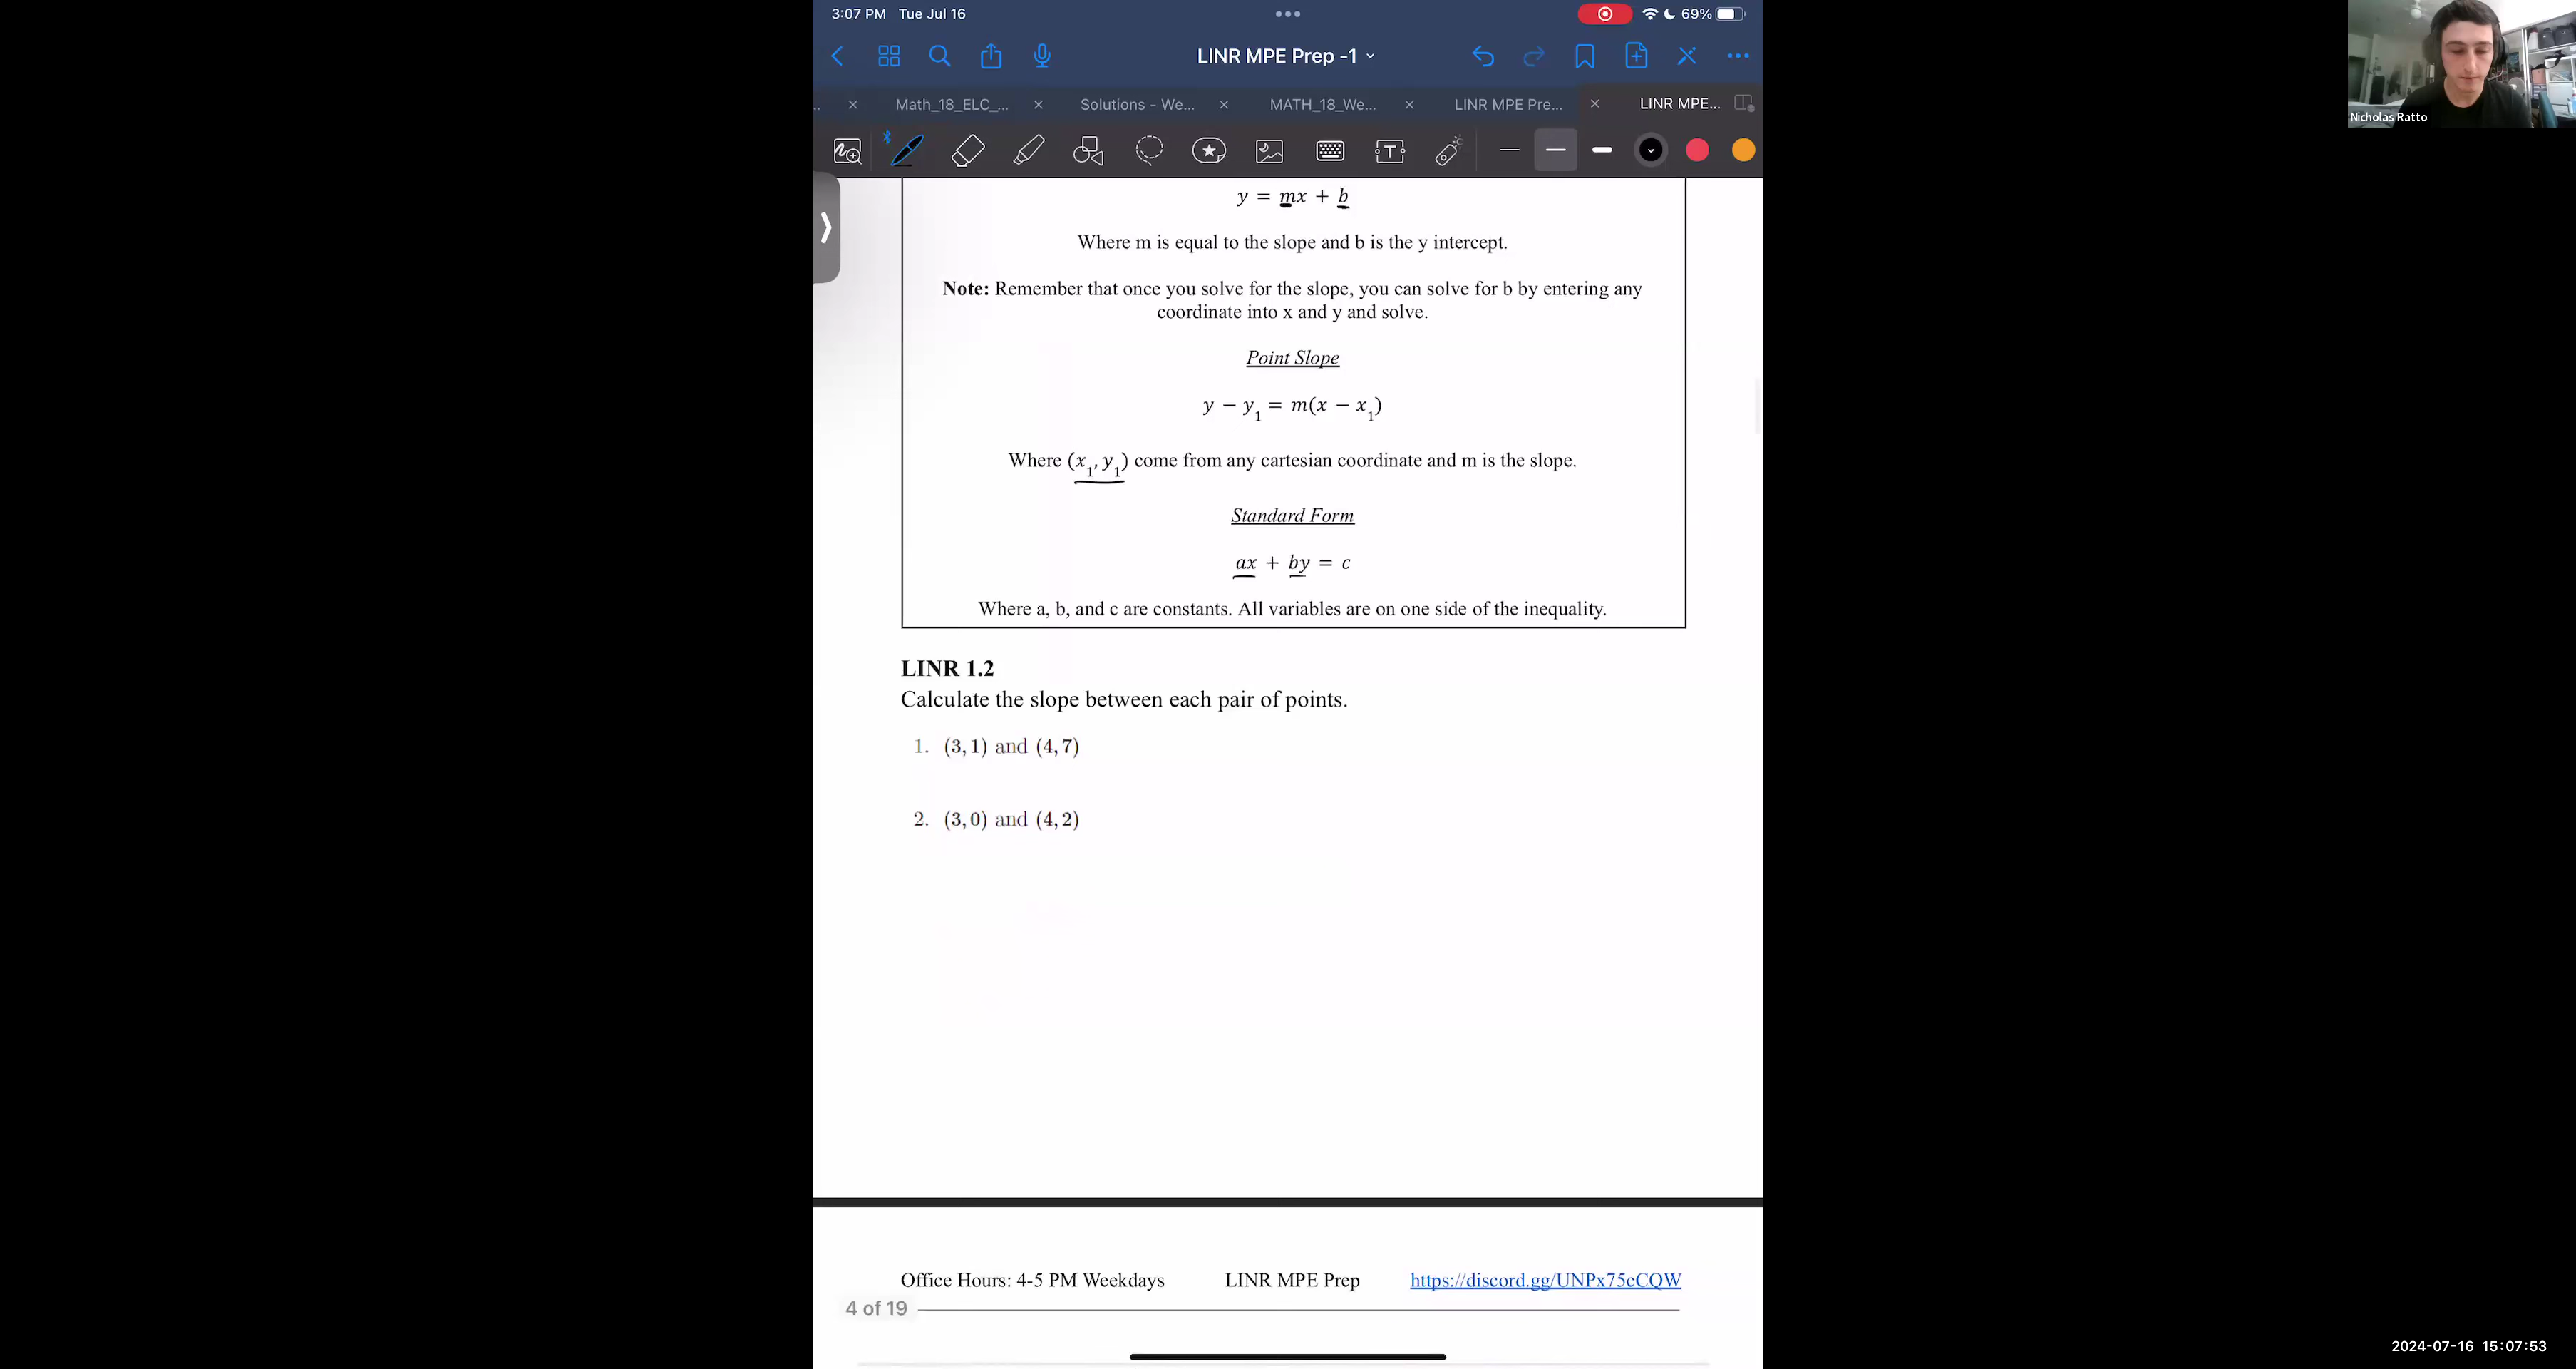 3:07 PM Tue Jul 16
69%
LINR MPE Prep -1
Math_18_ELC_...
Solutions - We...
MATH_18_We...
LINR MPE Pre...
LINR MPE...
Nicholas Ratto
y = mx + b
Where m is equal to the slope and b is the y intercept.
Note: Remember that once you solve for the slope, you can solve for b by entering any
coordinate into x and y and solve.
Point Slope
y − y₁ = m(x − x₁)
Where (x₁, y₁) come from any cartesian coordinate and m is the slope.
Standard Form
ax + by = c
Where a, b, and c are constants. All variables are on one side of the inequality.
LINR 1.2
Calculate the slope between each pair of points.
1. (3, 1) and (4, 7)
2. (3, 0) and (4, 2)
Office Hours: 4-5 PM Weekdays LINR MPE Prep https://discord.gg/UNPx75cCQW
4 of 19
2024-07-16 15:07:53